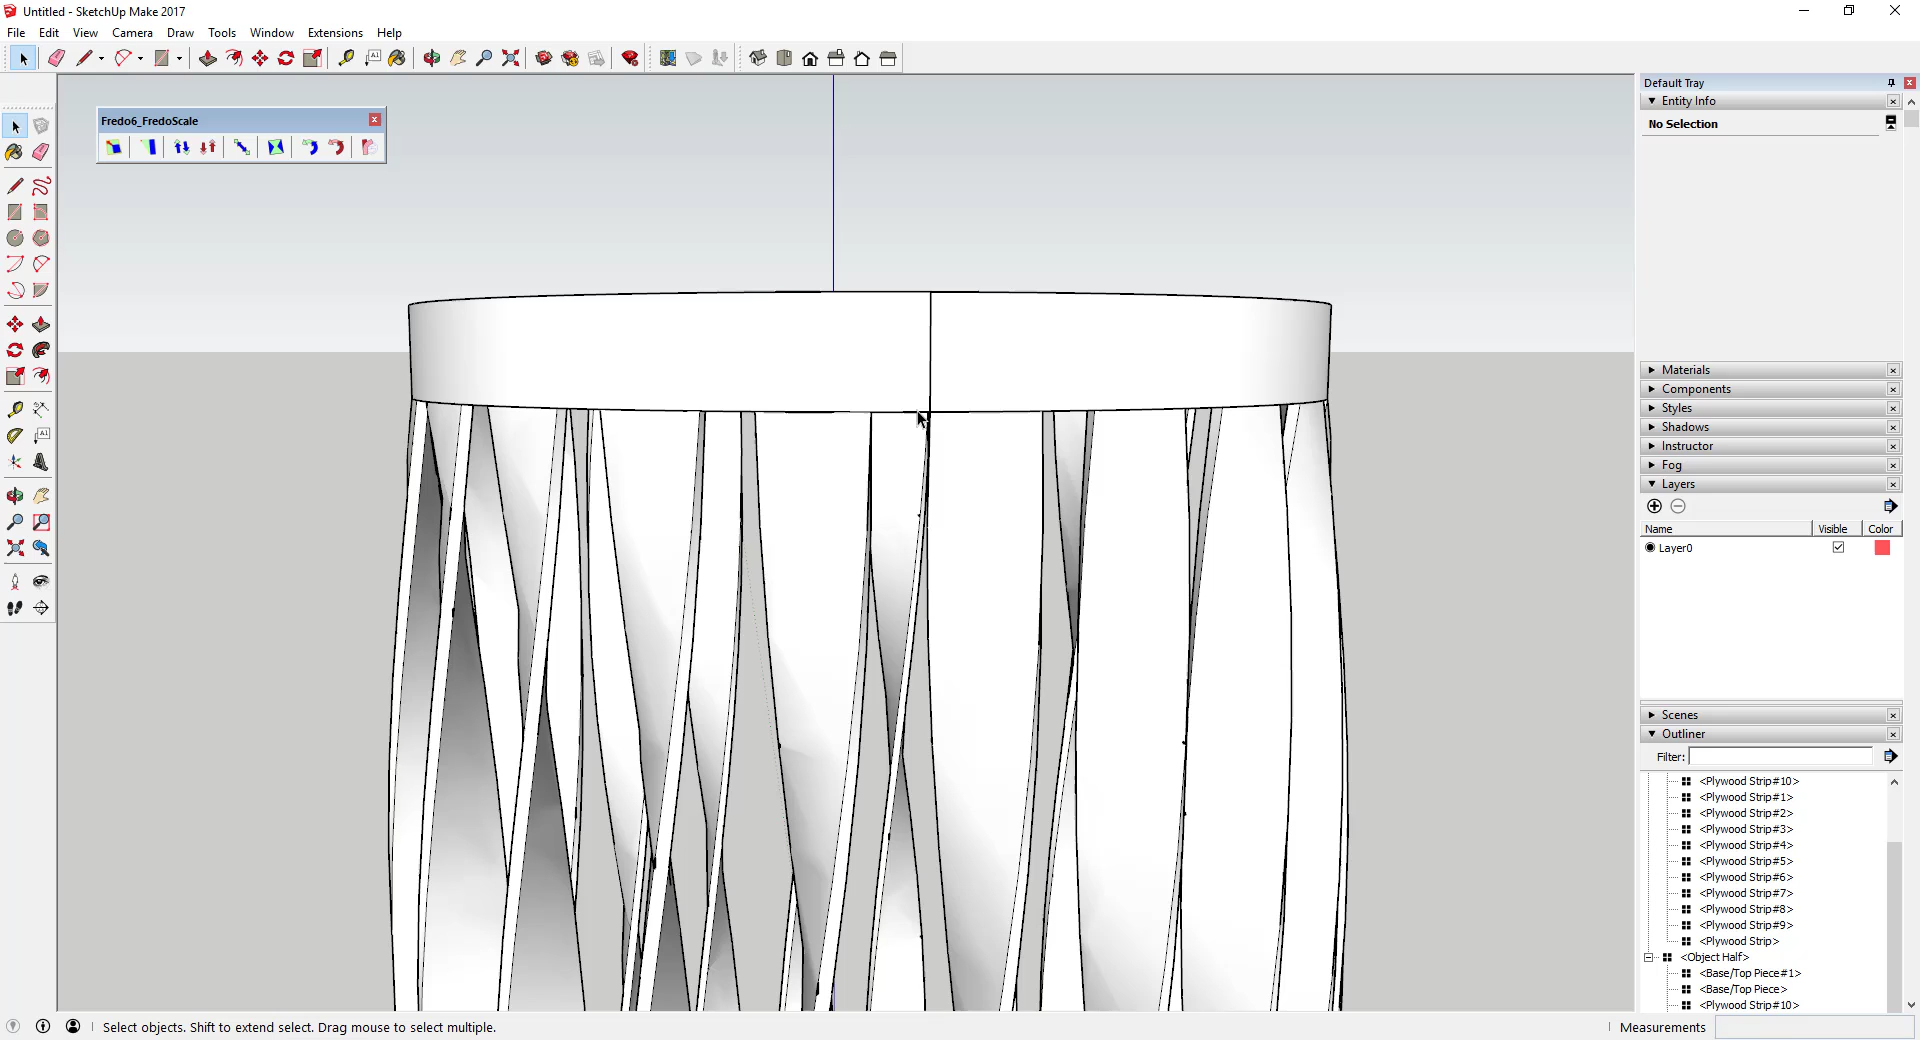 Untitled - SketchUp Make 2017
File Edit View Camera Draw Tools Window Extensions Help
Fredo6_FredoScale
Default Tray
Entity Info
No Selection
Materials
Components
Styles
Shadows
Instructor
Fog
Layers
Name Visible Color
Layer0
Scenes
Outliner
Filter:
<Plywood Strip#10>
<Plywood Strip#1>
<Plywood Strip#2>
<Plywood Strip#3>
<Plywood Strip#4>
<Plywood Strip#5>
<Plywood Strip#6>
<Plywood Strip#7>
<Plywood Strip#8>
<Plywood Strip#9>
<Plywood Strip>
<Object Half>
<Base/Top Piece#1>
<Base/Top Piece>
<Plywood Strip#10>
Select objects. Shift to extend select. Drag mouse to select multiple.
Measurements